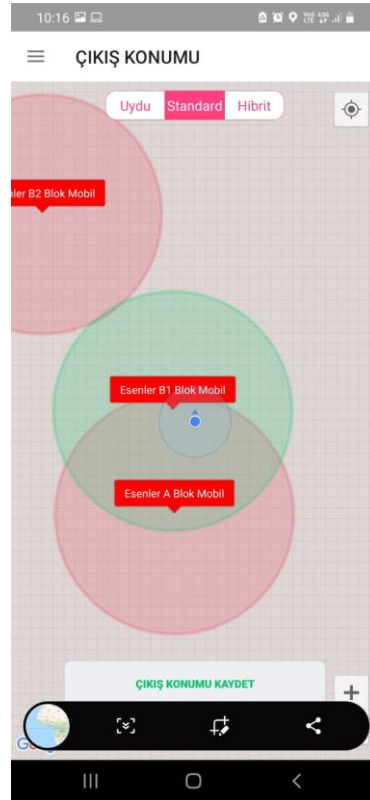 10:16
ÇIKIŞ KONUMU
Uydu Standard Hibrit
ler B2 Blok Mobil
Esenler B1 Blok Mobil
Esenler A Blok Mobil
ÇIKIŞ KONUMU KAYDET